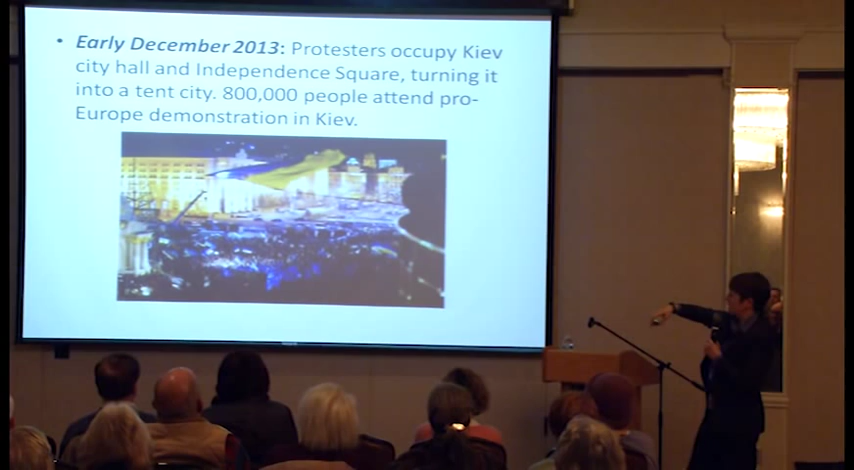 • Early December 2013: Protesters occupy Kiev
city hall and Independence Square, turning it
into a tent city. 800,000 people attend pro-
Europe demonstration in Kiev.